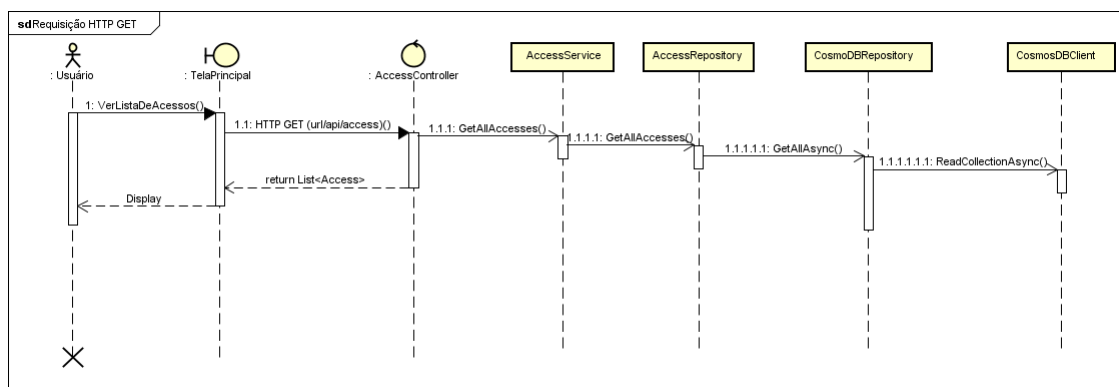 sd Requisição HTTP GET
: Usuário
: TelaPrincipal
: AccessController
AccessService
AccessRepository
CosmoDBRepository
CosmosDBClient
1: VerListaDeAcessos()
1.1: HTTP GET (url/api/access)()
1.1.1: GetAllAccesses()
1.1.1.1: GetAllAccesses()
1.1.1.1.1: GetAllAsync()
1.1.1.1.1.1: ReadCollectionAsync()
return List<Access>
Display